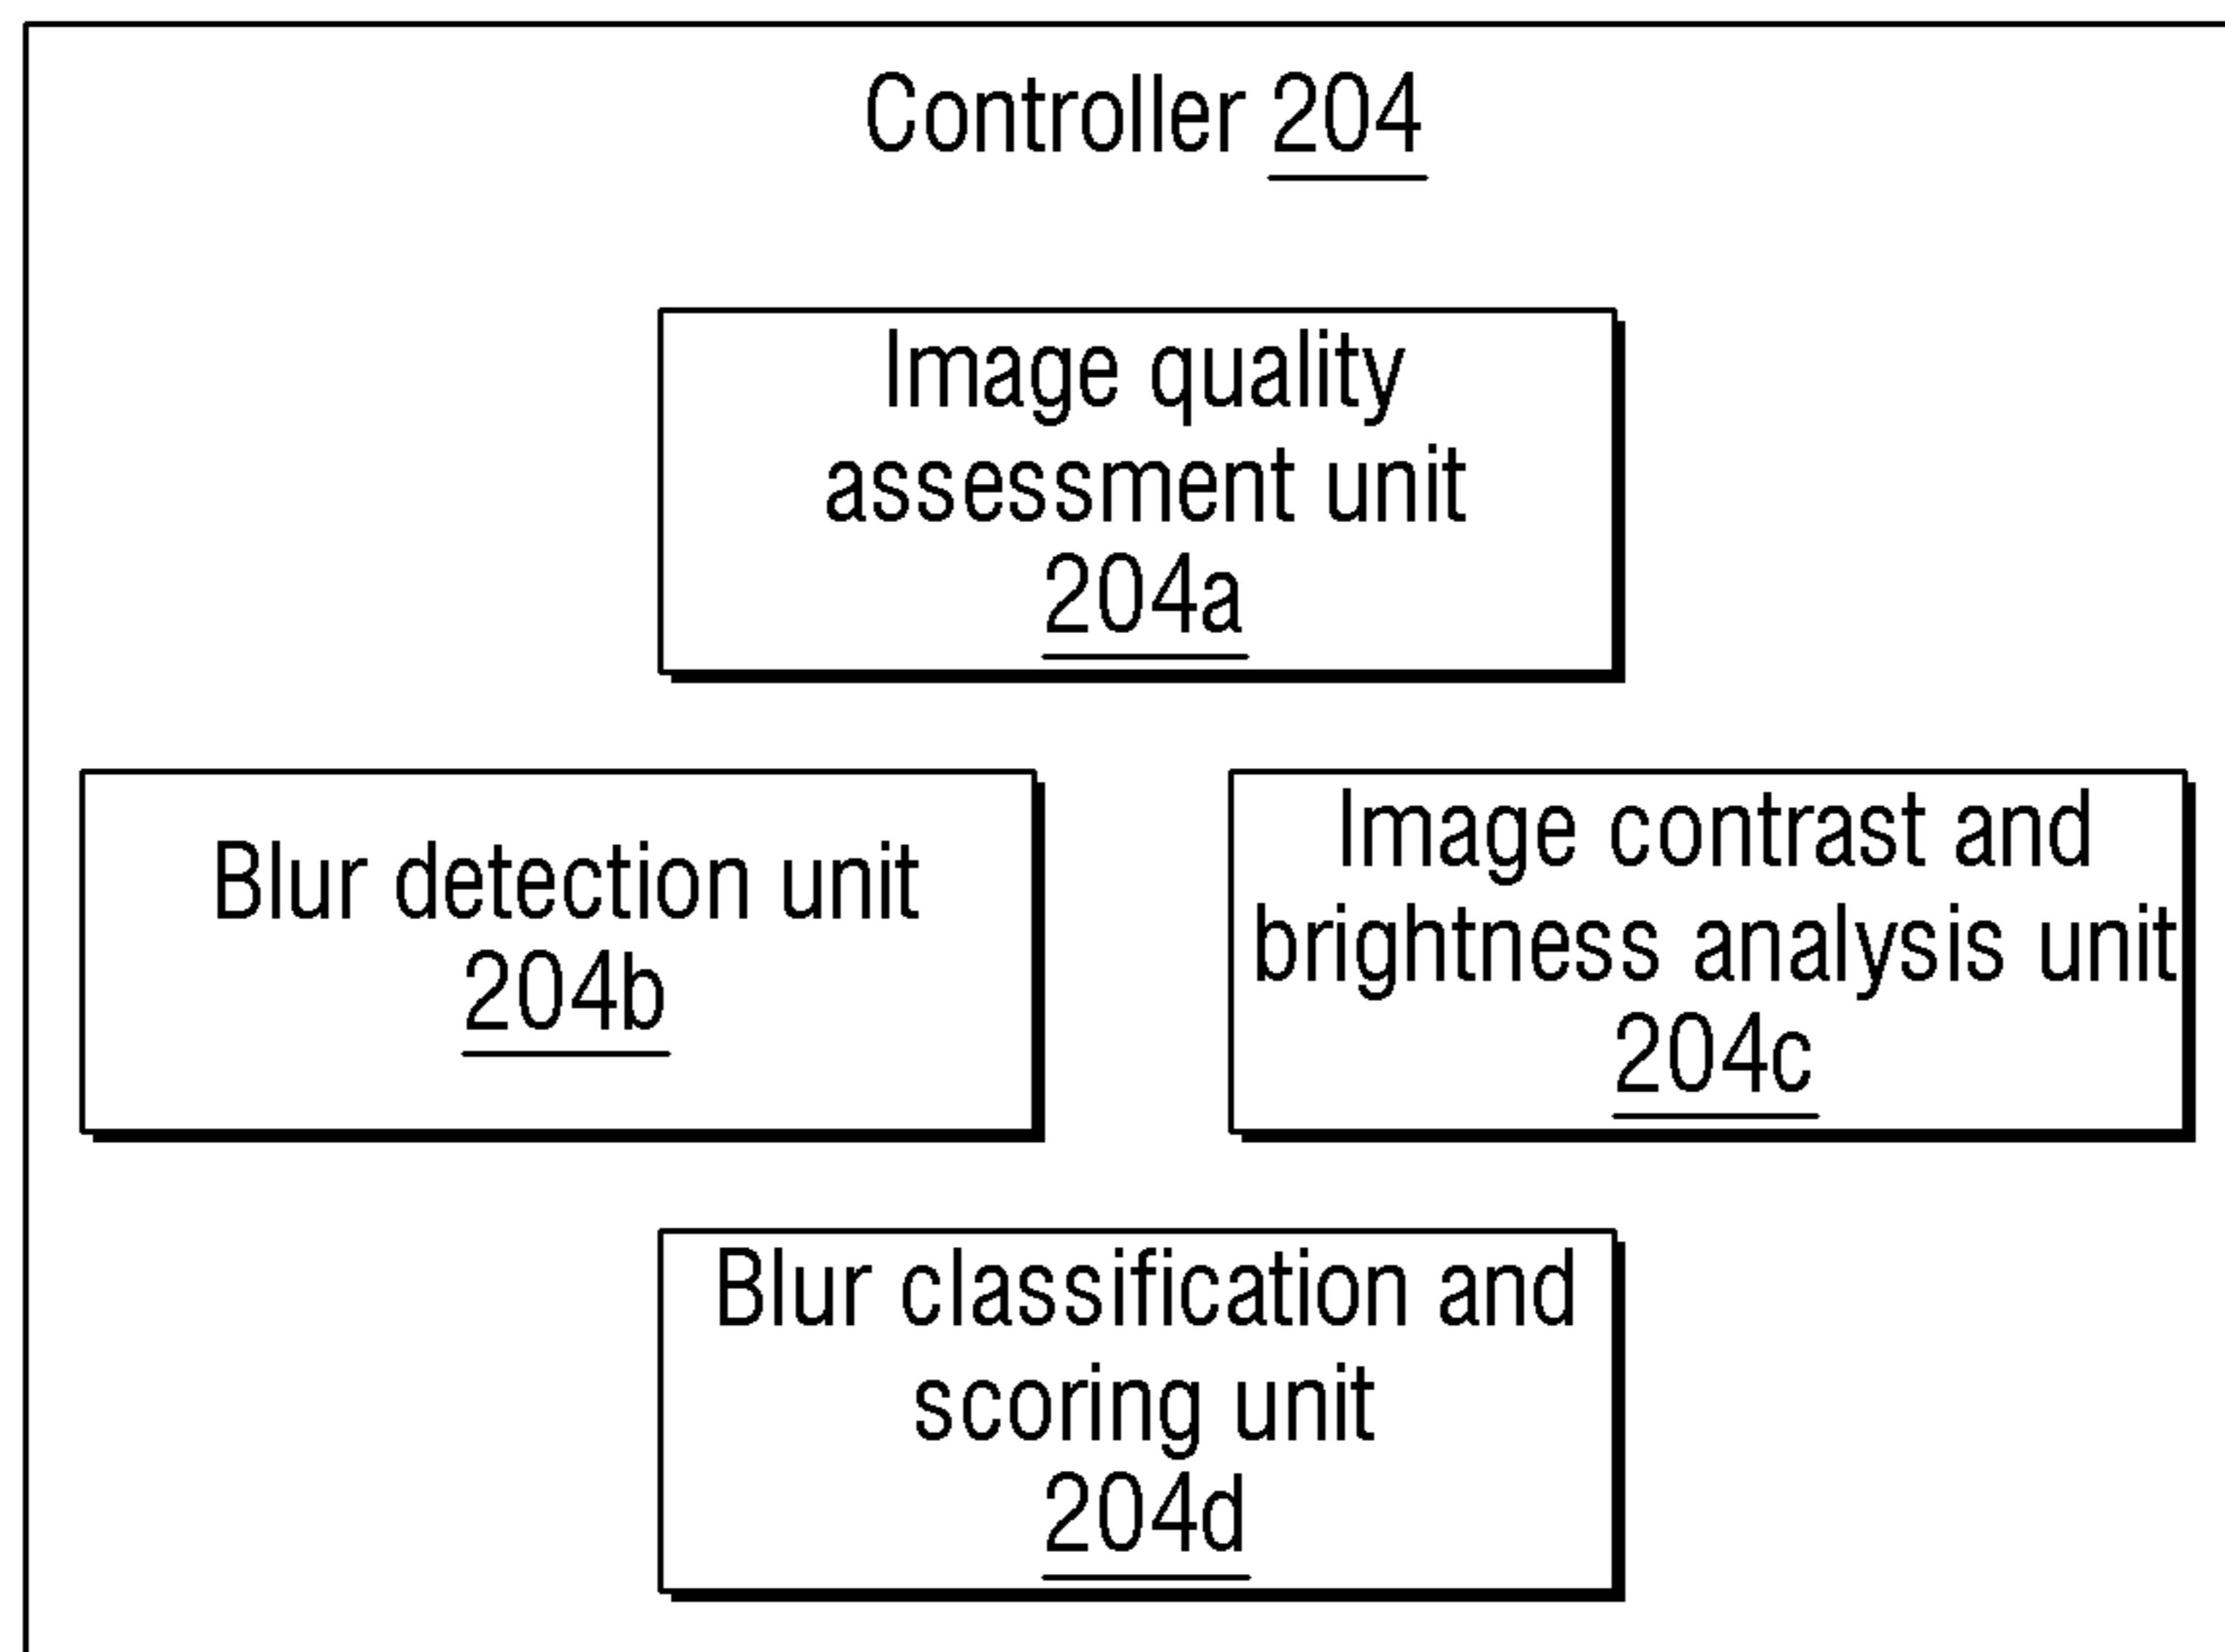 Controller 204
Image quality
assessment unit
204a
Blur detection unit
204b
Image contrast and
brightness analysis unit
204c
Blur classification and
scoring unit
204d